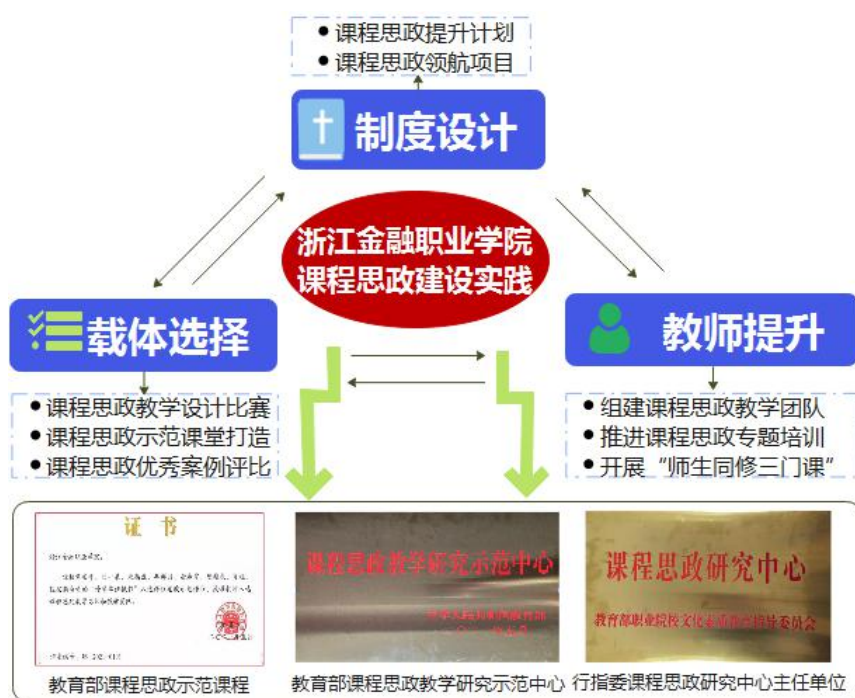 课程思政提升计划
课程思政领航项目
制度设计
浙江金融职业学院
课程思政建设实践
载体选择
教师提升
课程思政教学设计比赛
课程思政示范课堂打造
课程思政优秀案例评比
组建课程思政教学团队
推进课程思政专题培训
开展“师生同修三门课”
证书
课程思政教学研究示范中心
课程思政研究中心
教育部职业院校文化素质教育指导委员会
教育部课程思政示范课程
教育部课程思政教学研究示范中心
行指委课程思政研究中心主任单位